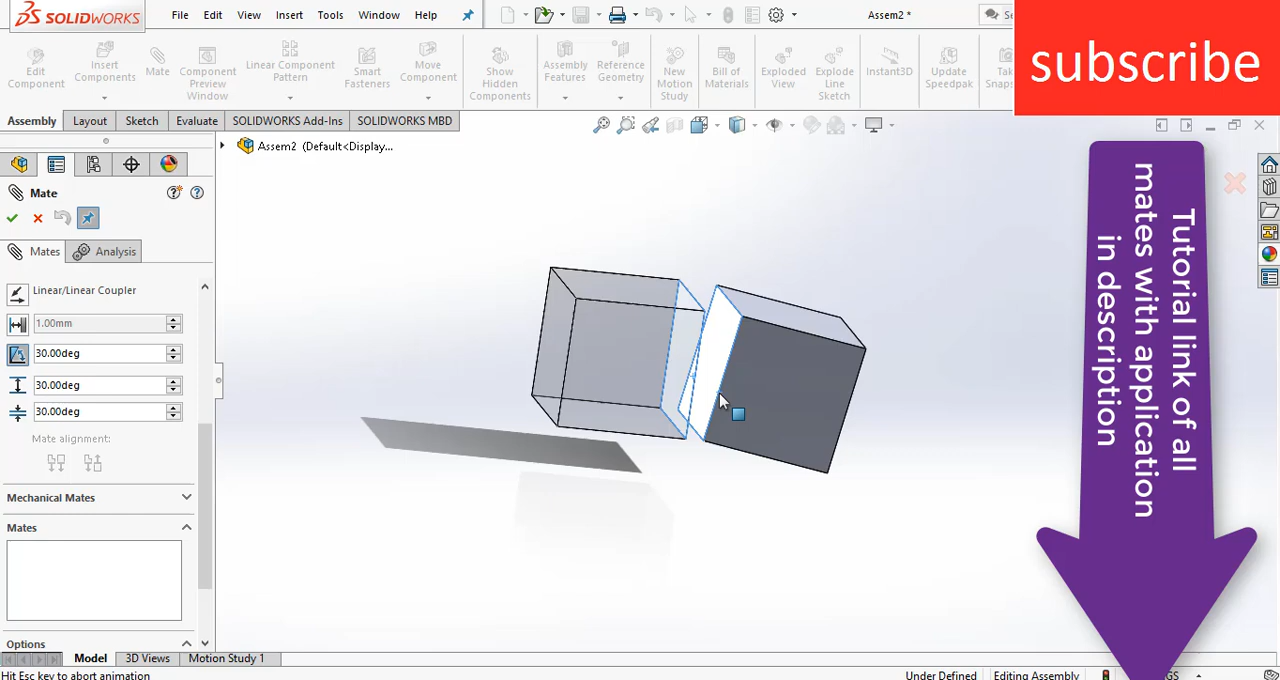 SOLIDWORKS
File Edit View Insert Tools Window Help
Assem2 *
subscribe
Edit Component
Insert Components
Mate
Component Preview Window
Linear Component Pattern
Smart Fasteners
Move Component
Show Hidden Components
Assembly Features
Reference Geometry
New Motion Study
Bill of Materials
Exploded View
Explode Line Sketch
Instant3D
Update Speedpak
Assembly Layout Sketch Evaluate SOLIDWORKS Add-Ins SOLIDWORKS MBD
Assem2 (Default<Display...
Mate
Mates Analysis
Linear/Linear Coupler
1.00mm
30.00deg
30.00deg
30.00deg
Mate alignment:
Mechanical Mates
Mates
Options
Tutorial link of all
mates with application
in description
Model 3D Views Motion Study 1
Hit Esc key to abort animation
Under Defined Editing Assembly